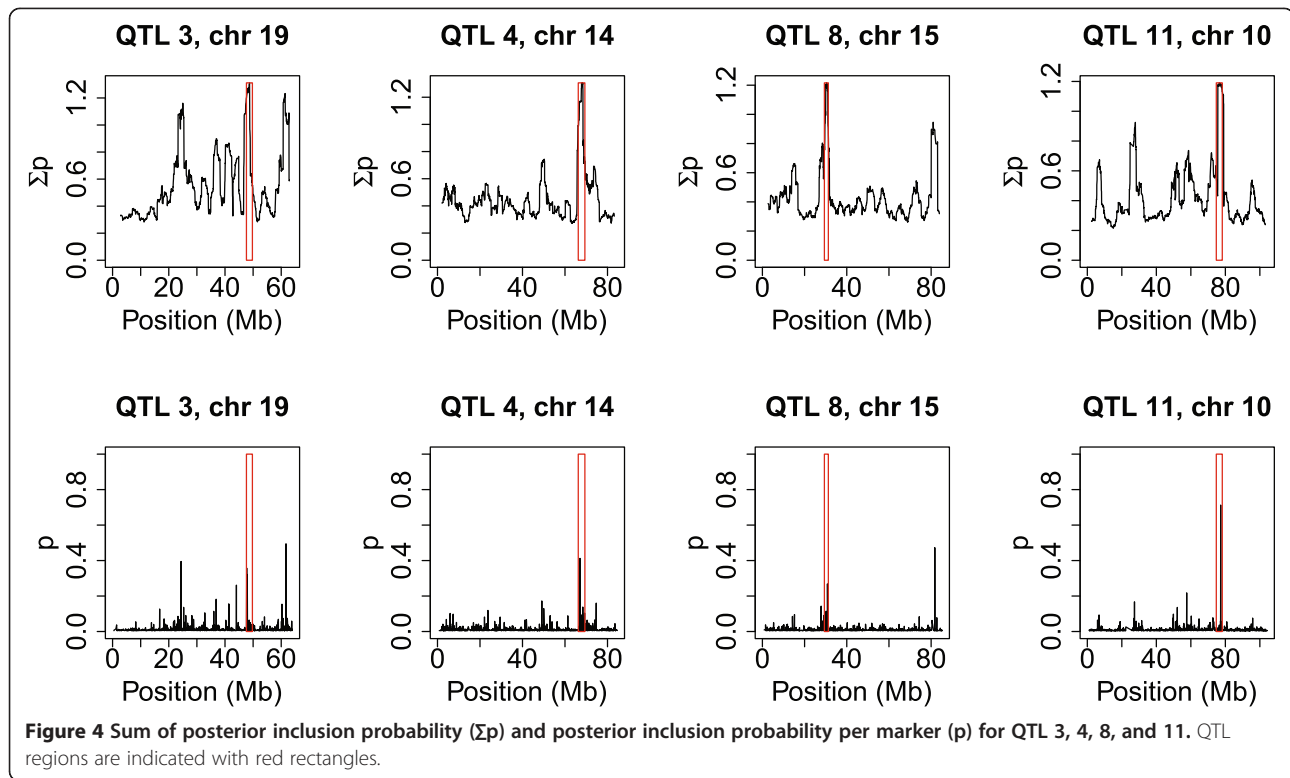 QTL 3, chr 19
QTL 4, chr 14
QTL 8, chr 15
QTL 11, chr 10
Σp
0.0 0.6 1.2
0 20 40 60
Position (Mb)
Σp
0.0 0.6 1.2
0 40 80
Position (Mb)
Σp
0.0 0.6 1.2
0 40 80
Position (Mb)
Σp
0.0 0.6 1.2
0 40 80
Position (Mb)
QTL 3, chr 19
QTL 4, chr 14
QTL 8, chr 15
QTL 11, chr 10
p
0.0 0.4 0.8
0 20 40 60
Position (Mb)
p
0.0 0.4 0.8
0 40 80
Position (Mb)
p
0.0 0.4 0.8
0 40 80
Position (Mb)
p
0.0 0.4 0.8
0 40 80
Position (Mb)
Figure 4 Sum of posterior inclusion probability (Σp) and posterior inclusion probability per marker (p) for QTL 3, 4, 8, and 11. QTL
regions are indicated with red rectangles.